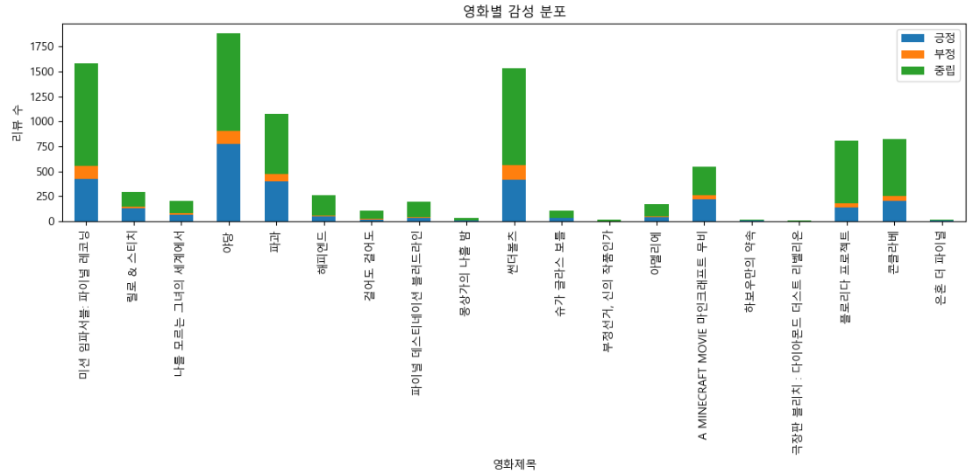 영화별 감성 분포
긍정
부정
중립
리뷰 수
1750
1500
1250
1000
750
500
250
0
미션 임파서블: 파이널 레코닝
릴로 & 스티치
나를 모르는 그녀의 세계에서
야당
파과
해피엔드
걸어도 걸어도
파이널 데스티네이션 블러드라인
몽상가의 나흘 밤
썬더볼츠
슈가 글라스 보틀
부정선거, 신의 작품인가
아멜리에
A MINECRAFT MOVIE 마인크래프트 무비
하보우만의 약속
극장판 블리치 : 다이아몬드 더스트 리벨리온
플로리다 프로젝트
콘클라베
은혼 더 파이널
영화제목